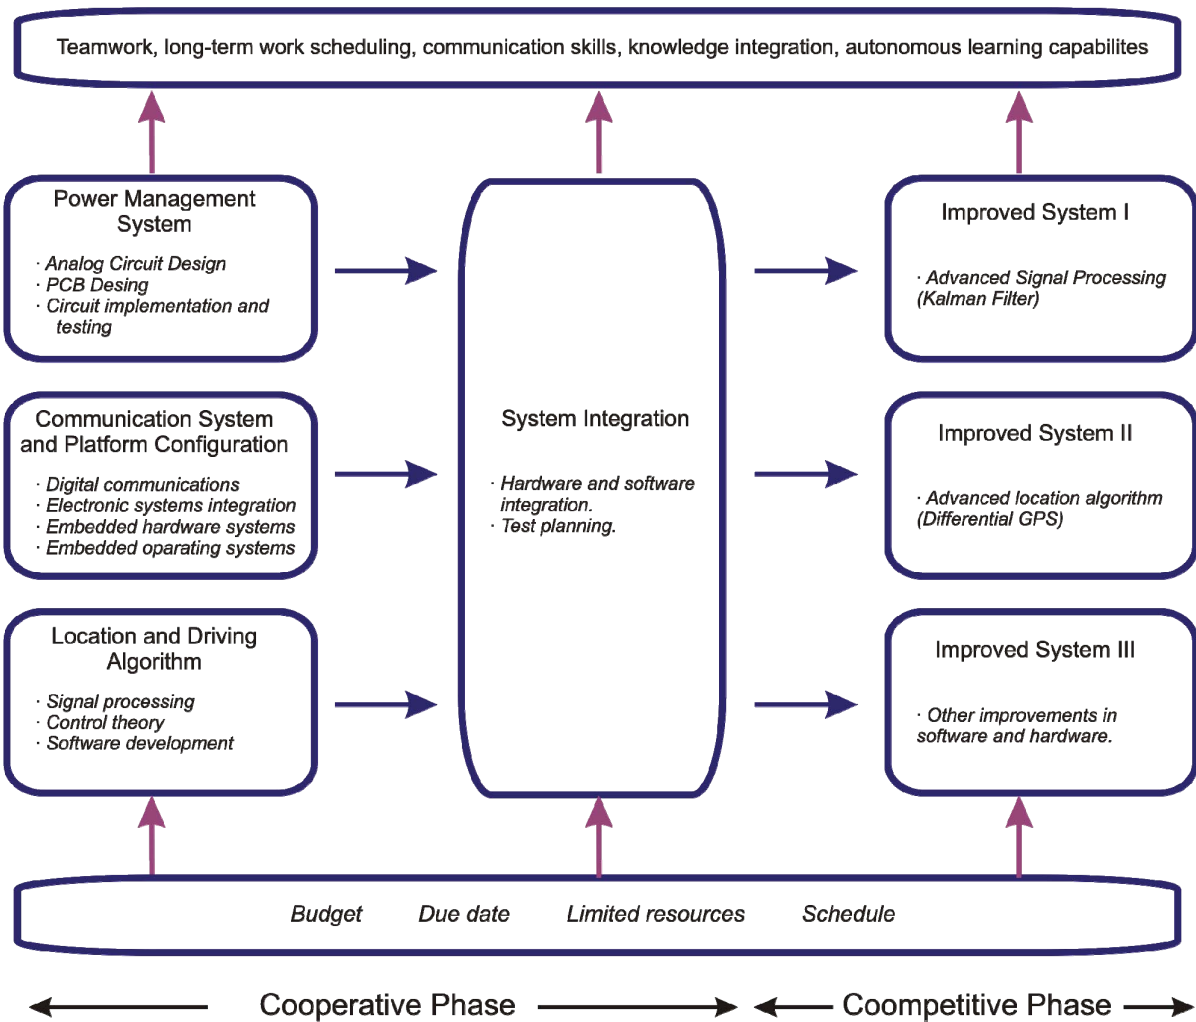 Teamwork, long-term work scheduling, communication skills, knowledge integration, autonomous learning capabilites
Power Management
System
· Analog Circuit Design
· PCB Desing
· Circuit implementation and
testing
Communication System
and Platform Configuration
· Digital communications
· Electronic systems integration
· Embedded hardware systems
· Embedded oparating systems
Location and Driving
Algorithm
· Signal processing
· Control theory
· Software development
System Integration
· Hardware and software
integration.
· Test planning.
Improved System I
· Advanced Signal Processing
(Kalman Filter)
Improved System II
· Advanced location algorithm
(Differential GPS)
Improved System III
· Other improvements in
software and hardware.
Budget Due date Limited resources Schedule
Cooperative Phase Coompetitive Phase